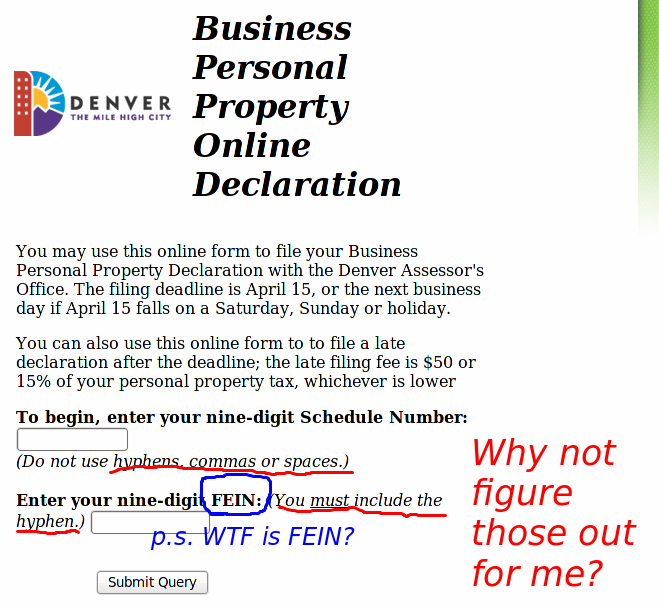 Business
Personal
Property
Online
Declaration
DENVER
THE MILE HIGH CITY
You may use this online form to file your Business
Personal Property Declaration with the Denver Assessor's
Office. The filing deadline is April 15, or the next business
day if April 15 falls on a Saturday, Sunday or holiday.
You can also use this online form to to file a late
declaration after the deadline; the late filing fee is $50 or
15% of your personal property tax, whichever is lower
To begin, enter your nine-digit Schedule Number:
(Do not use hyphens, commas or spaces.)
Enter your nine-digit FEIN: (You must include the
hyphen.)
p.s. WTF is FEIN?
Why not
figure
those out
for me?
Submit Query